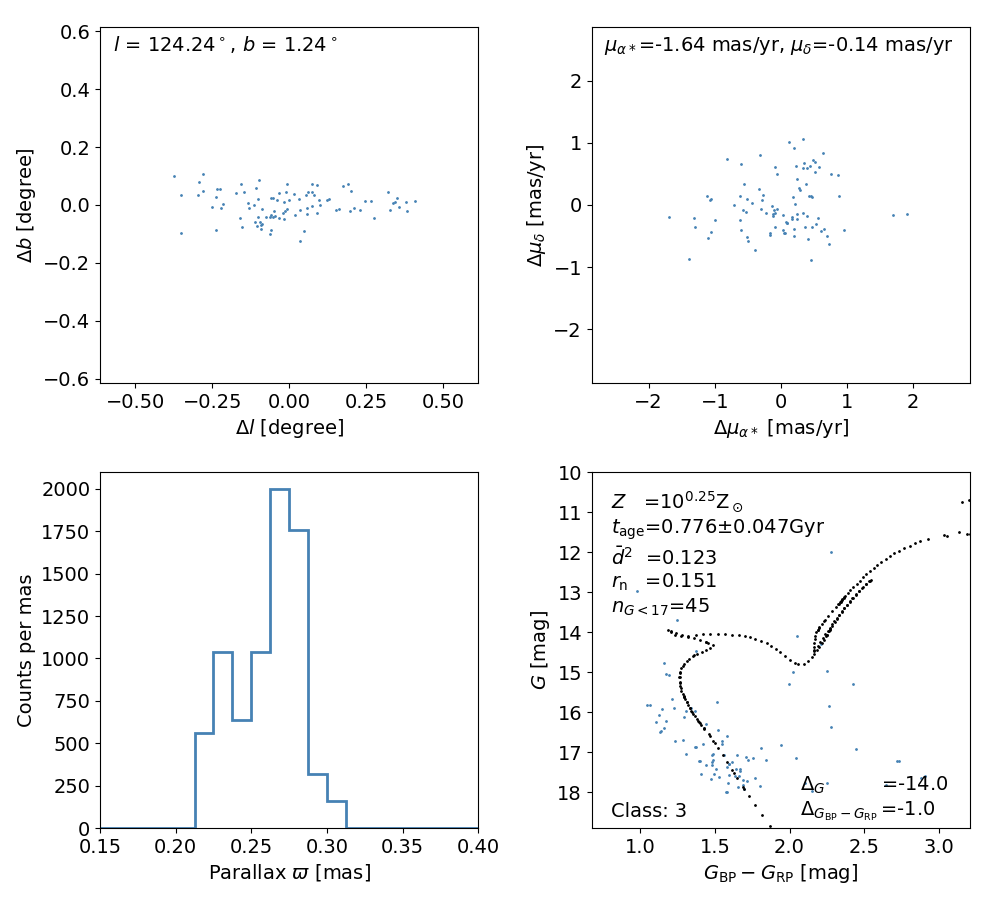 l = 124.24°, b = 1.24°
0.6
0.4
0.2
0.0
−0.2
−0.4
−0.6
Δb [degree]
−0.50 −0.25 0.00 0.25 0.50
Δl [degree]
μα*=-1.64 mas/yr, μδ=-0.14 mas/yr
2
1
0
−1
−2
Δμδ [mas/yr]
−2 −1 0 1 2
Δμα* [mas/yr]
2000
1750
1500
1250
1000
750
500
250
0
Counts per mas
0.15 0.20 0.25 0.30 0.35 0.40
Parallax ϖ [mas]
10
11
12
13
14
15
16
17
18
G [mag]
Z =10^0.25 Z⊙
t_age=0.776±0.047Gyr
d̄² =0.123
r_n =0.151
n_G<17=45
Δ_G =-14.0
Δ_G_BP−G_RP =-1.0
Class: 3
1.0 1.5 2.0 2.5 3.0
G_BP − G_RP [mag]